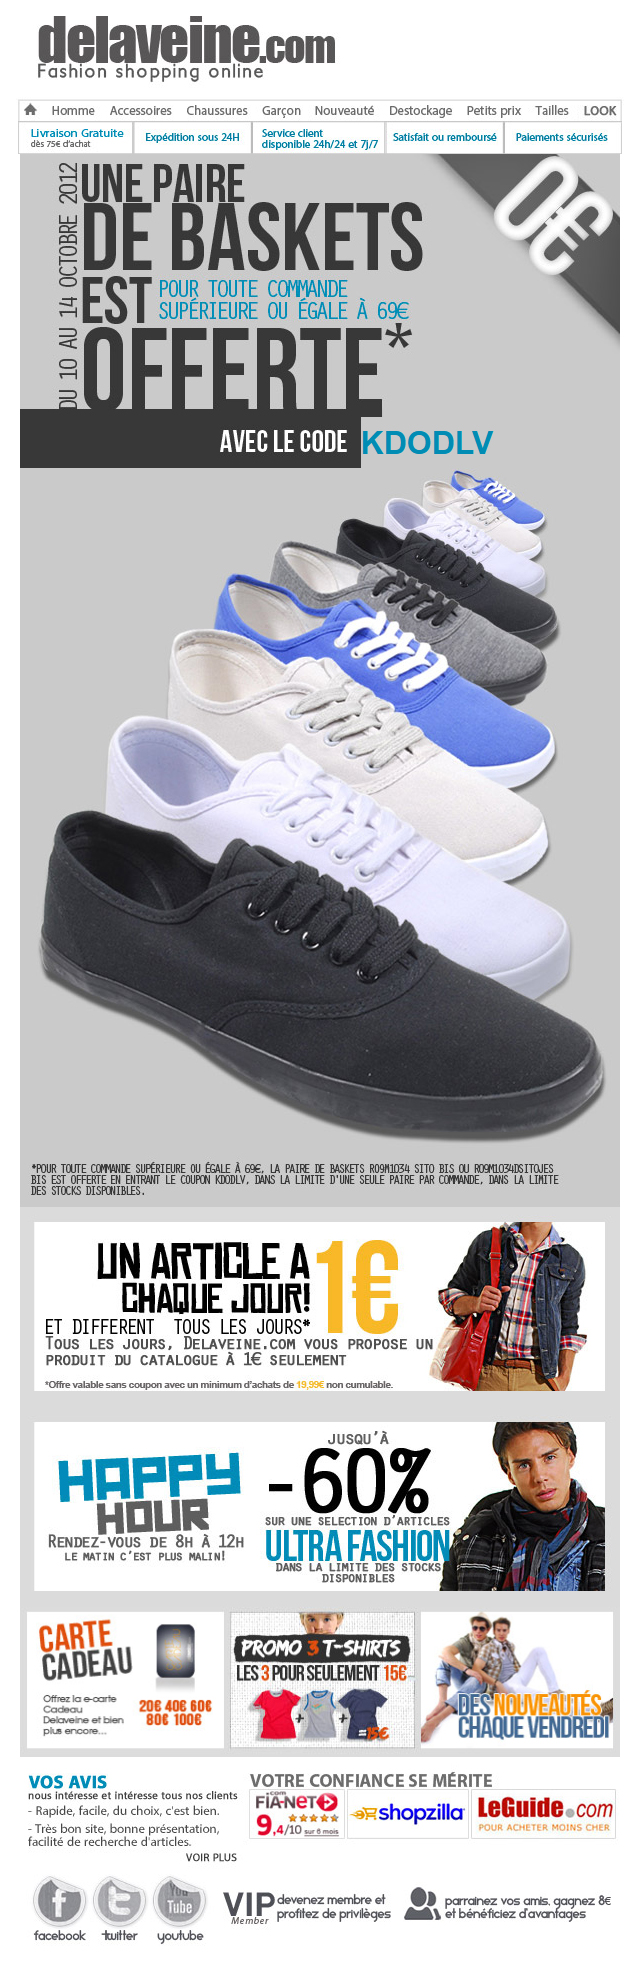 delaveine.com
Fashion shopping online
Homme Accessoires Chaussures Garçon Nouveauté Destockage Petits prix Tailles LOOK
Livraison Gratuite
dès 75€ d'achat
Expédition sous 24H
Service client
disponible 24h/24 et 7j/7
Satisfait ou remboursé
Paiements sécurisés
0€
DU 10 AU 14 OCTOBRE 2012
UNE PAIRE
DE BASKETS
EST
POUR TOUTE COMMANDE
SUPÉRIEURE OU ÉGALE À 69€
OFFERTE*
AVEC LE CODE KDODLV
*POUR TOUTE COMMANDE SUPÉRIEURE OU ÉGALE À 69€, LA PAIRE DE BASKETS R09M1034 SITO BIS OU R09M1034DSITOJES
BIS EST OFFERTE EN ENTRANT LE COUPON KDODLV, DANS LA LIMITE D'UNE SEULE PAIRE PAR COMMANDE, DANS LA LIMITE
DES STOCKS DISPONIBLES.
UN ARTICLE A
CHAQUE JOUR!
1€
ET DIFFERENT TOUS LES JOURS*
TOUS LES JOURS, DELAVEINE.COM VOUS PROPOSE UN
PRODUIT DU CATALOGUE À 1€ SEULEMENT
*Offre valable sans coupon avec un minimum d'achats de 19,99€ non cumulable.
HAPPY
HOUR
RENDEZ-VOUS DE 8H À 12H
LE MATIN C'EST PLUS MALIN!
JUSQU'À
-60%
SUR UNE SELECTION D'ARTICLES
ULTRA FASHION
DANS LA LIMITE DES STOCKS
DISPONIBLES
CARTE
CADEAU
Offrez la e-carte
Cadeau
Delaveine et bien
plus encore...
20€ 40€ 60€
80€ 100€
PROMO 3 T-SHIRTS
LES 3 POUR SEULEMENT 15€
+ + =15€
DES NOUVEAUTÉS
CHAQUE VENDREDI
VOS AVIS
nous intéresse et intéresse tous nos clients
- Rapide, facile, du choix, c'est bien.
- Très bon site, bonne présentation,
facilité de recherche d'articles.
VOIR PLUS
VOTRE CONFIANCE SE MÉRITE
FIA-NET.com
9,4/10 sur 6 mois
shopzilla
LeGuide.com
POUR ACHETER MOINS CHER
f
t
You
Tube
facebook twitter youtube
VIP
Member
devenez membre et
profitez de privilèges
parrainez vos amis, gagnez 8€
et bénéficiez d'avantages